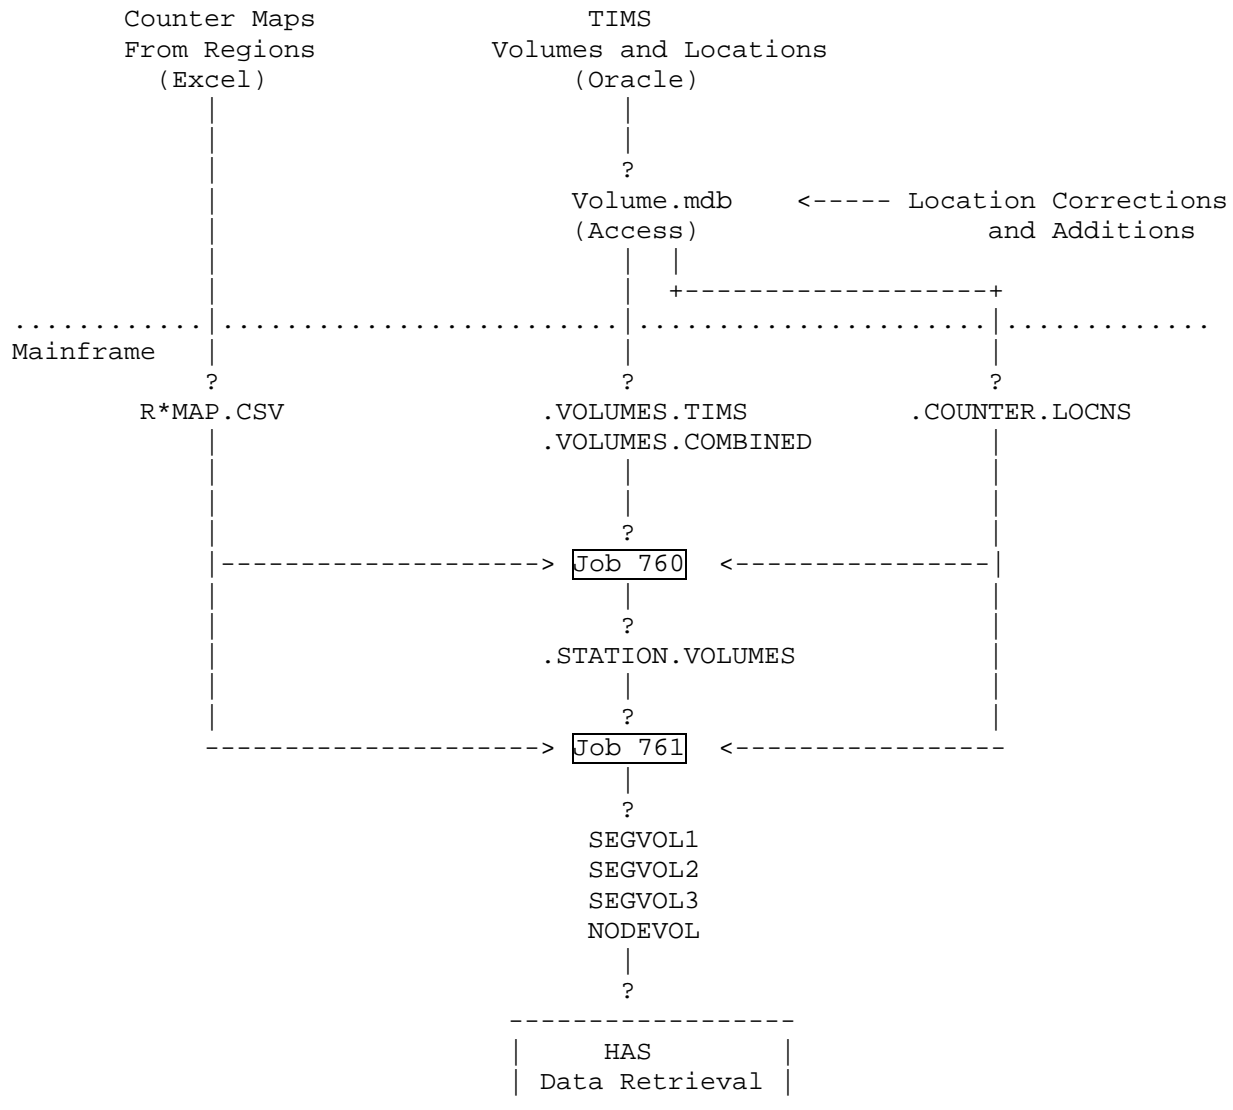 Counter Maps TIMS
From Regions Volumes and Locations
(Excel) (Oracle)
?
Volume.mdb <----- Location Corrections
(Access) and Additions
+-------------------+
Mainframe
? ? ?
R*MAP.CSV .VOLUMES.TIMS .COUNTER.LOCNS
.VOLUMES.COMBINED
?
|--------------------> Job 760 <----------------|
?
.STATION.VOLUMES
?
---------------------> Job 761 <-----------------
?
SEGVOL1
SEGVOL2
SEGVOL3
NODEVOL
?
------------------
| HAS |
| Data Retrieval |